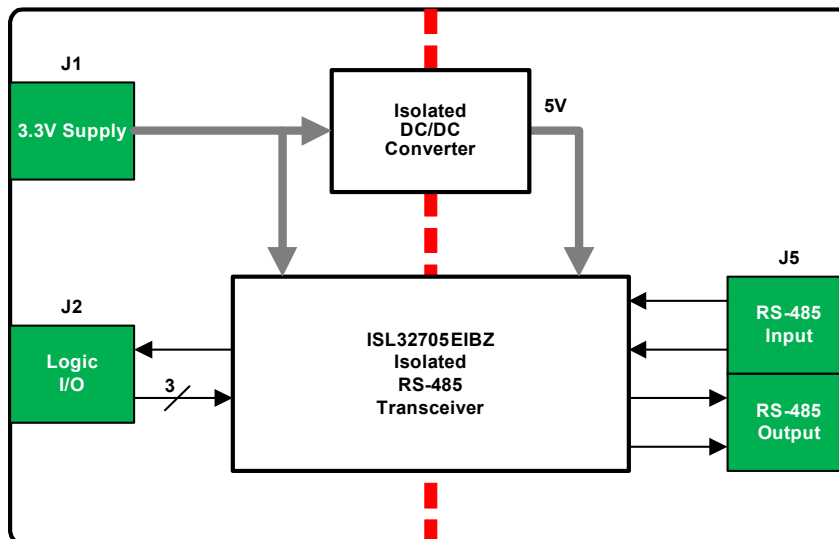 J1
3.3V Supply
Isolated
DC/DC
Converter
5V
J2
Logic
I/O
3
ISL32705EIBZ
Isolated
RS-485
Transceiver
J5
RS-485
Input
RS-485
Output